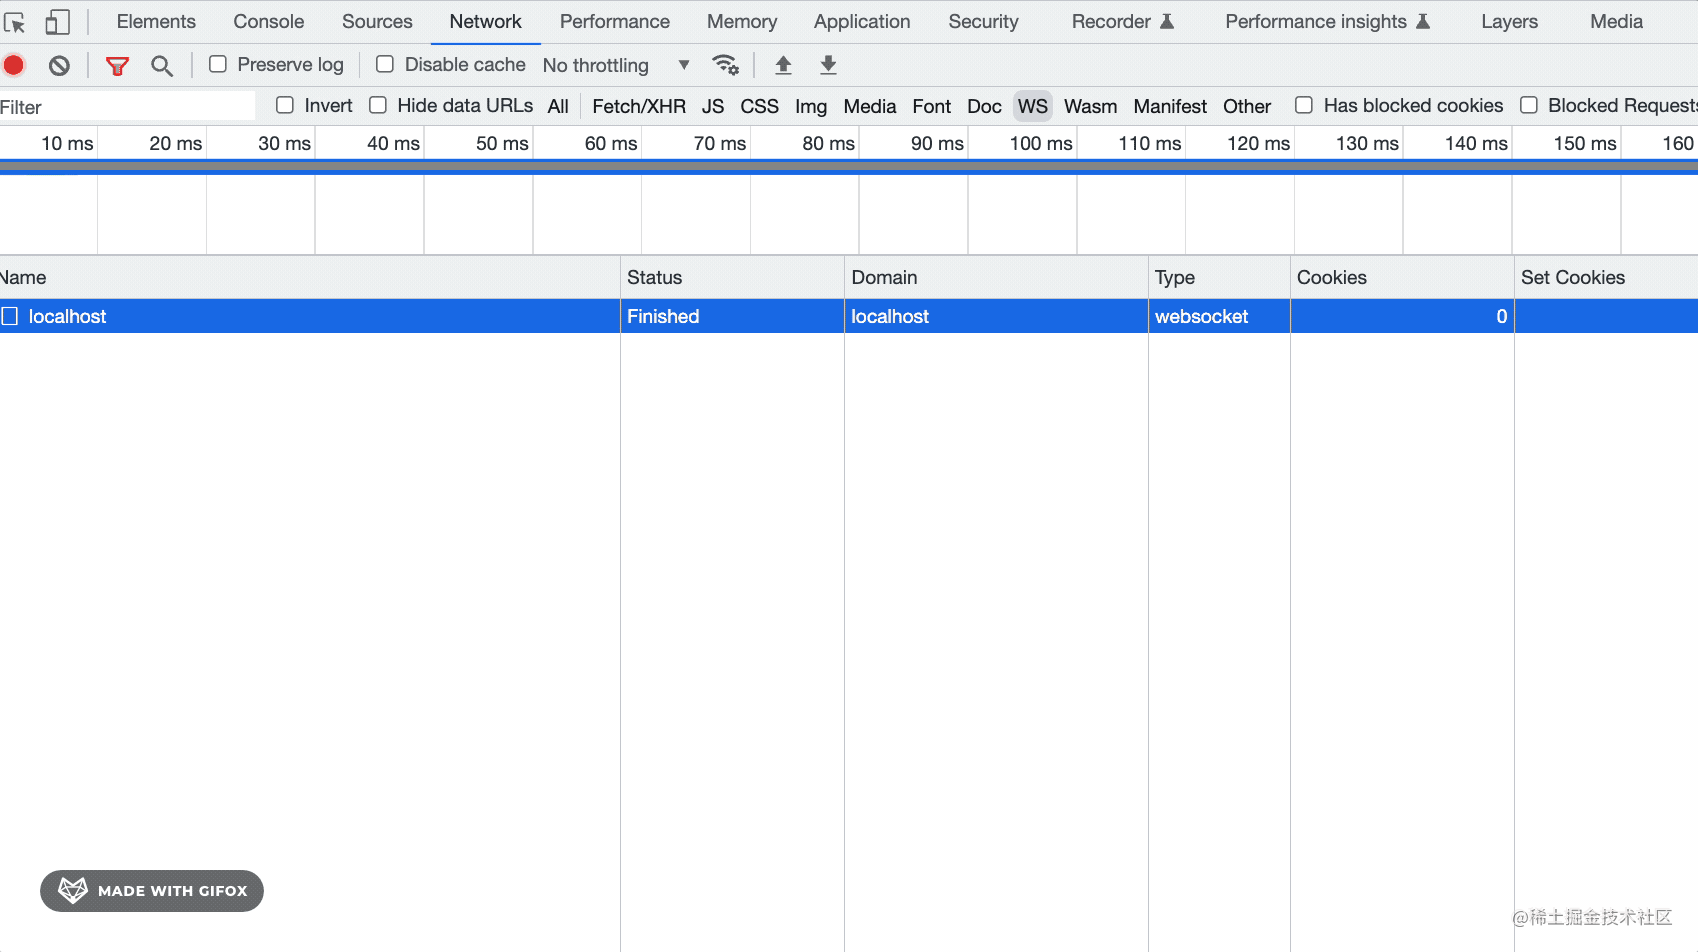 Elements Console Sources Network Performance Memory Application Security Recorder Performance insights Layers Media
Preserve log Disable cache No throttling
Filter Invert Hide data URLs All Fetch/XHR JS CSS Img Media Font Doc WS Wasm Manifest Other Has blocked cookies Blocked Requests
10 ms 20 ms 30 ms 40 ms 50 ms 60 ms 70 ms 80 ms 90 ms 100 ms 110 ms 120 ms 130 ms 140 ms 150 ms 160
Name Status Domain Type Cookies Set Cookies
localhost Finished localhost websocket 0
MADE WITH GIFOX
@稀土掘金技术社区